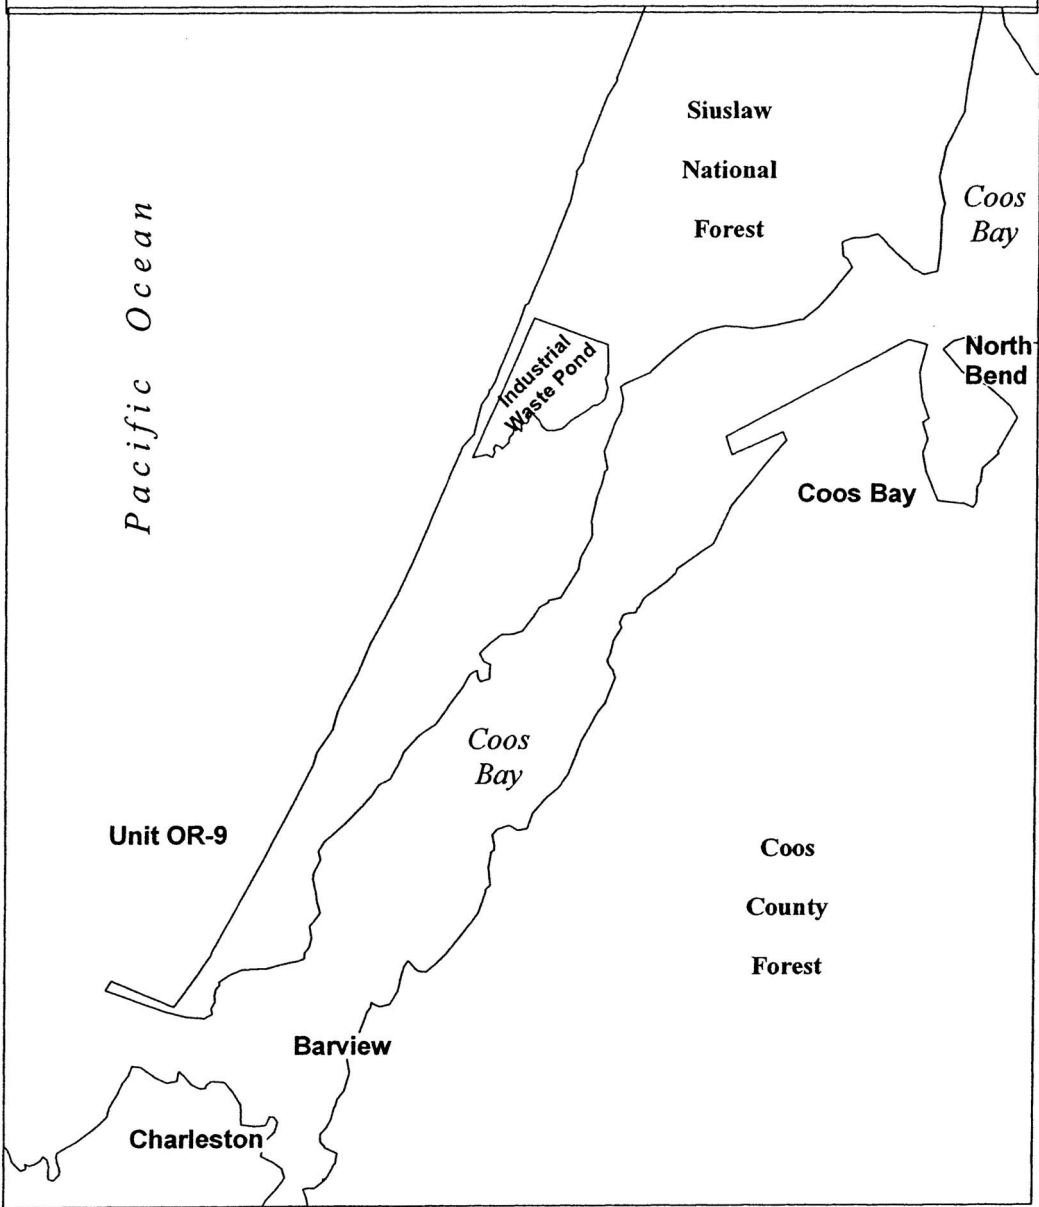 Siuslaw
National
Forest
Coos
Bay
Pacific Ocean
North
Bend
Industrial
Waste Pond
Coos Bay
Coos
Bay
Unit OR-9
Coos
County
Forest
Barview
Charleston